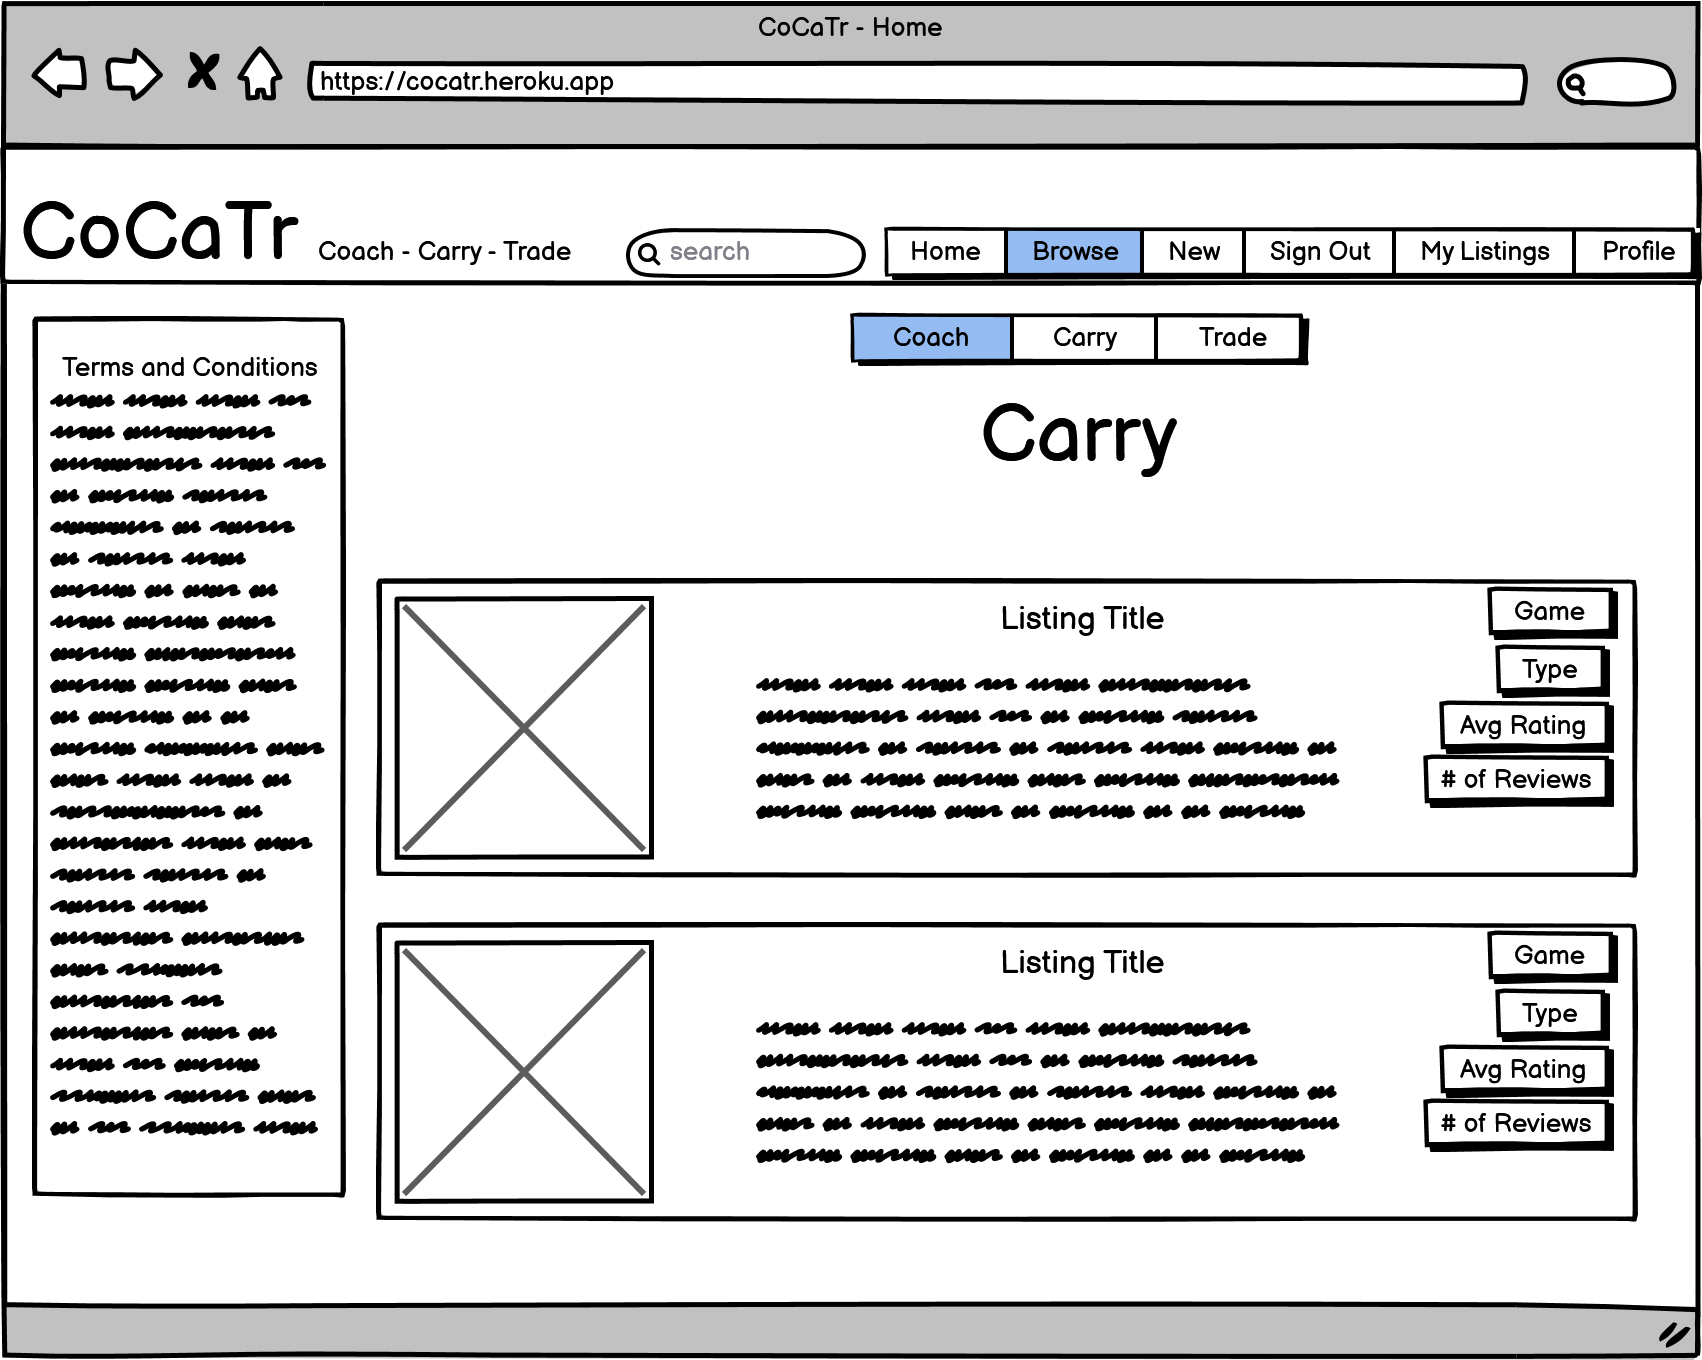 CoCaTr - Home
https://cocatr.heroku.app
CoCaTr
Coach - Carry - Trade
search
Home
Browse
New
Sign Out
My Listings
Profile
Terms and Conditions
Coach
Carry
Trade
Carry
Listing Title
Game
Type
Avg Rating
# of Reviews
Listing Title
Game
Type
Avg Rating
# of Reviews